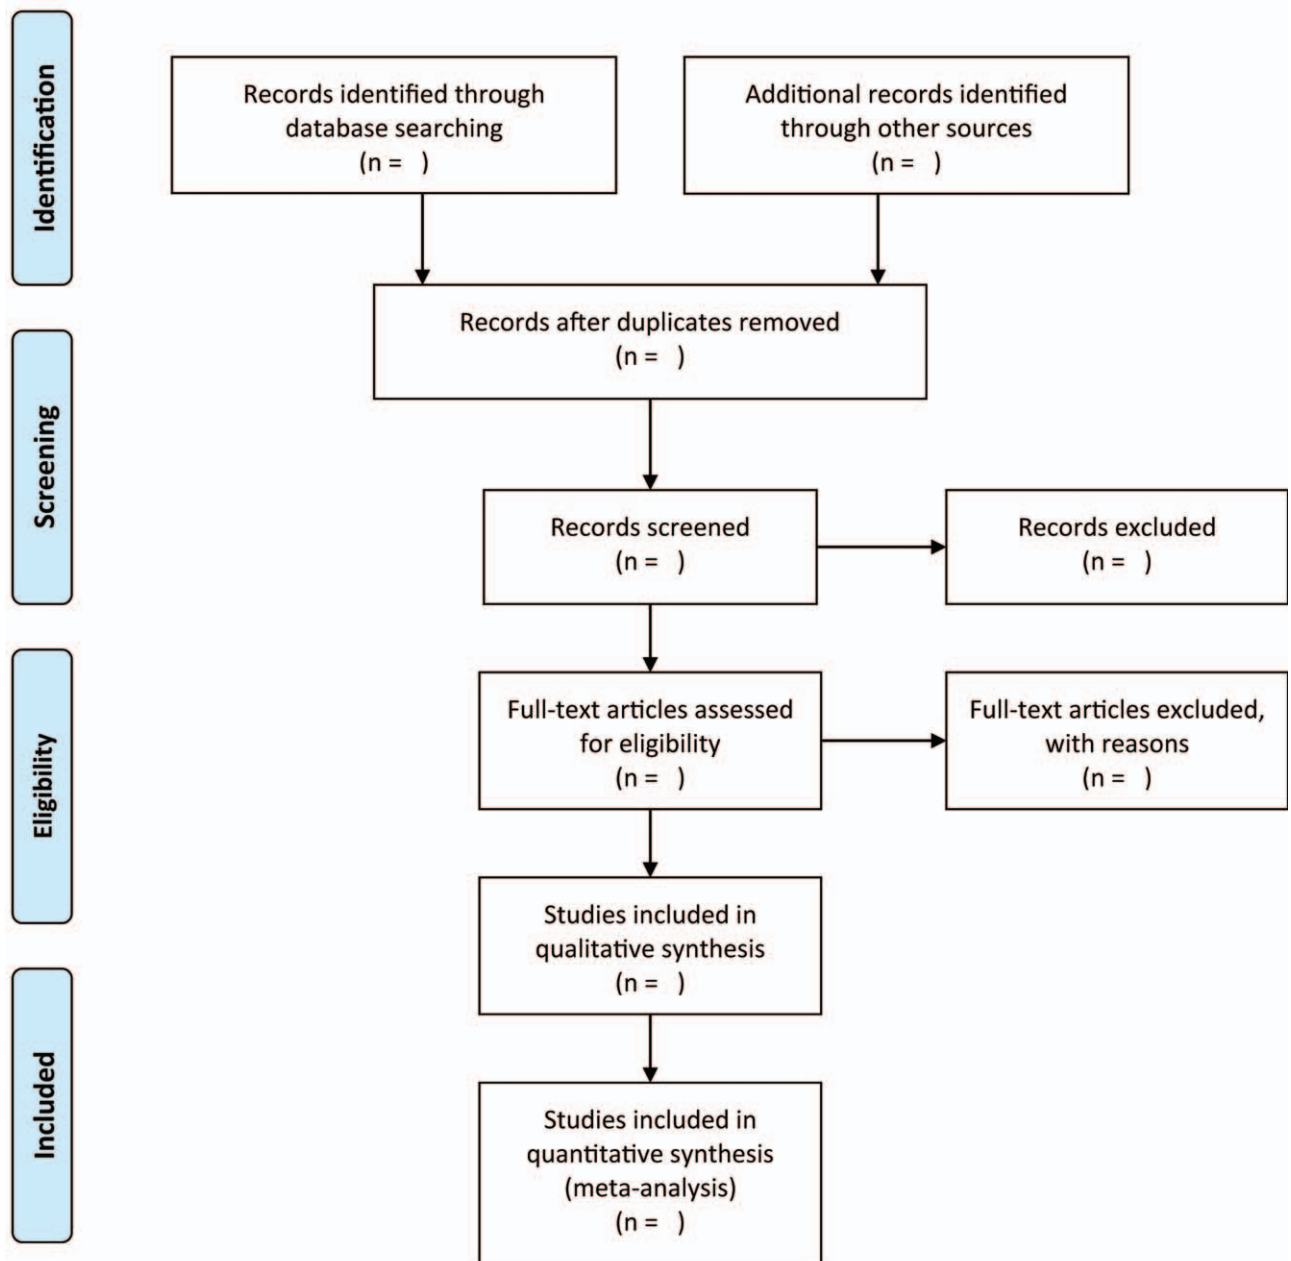 Identification
Records identified through
database searching
(n = )
Additional records identified
through other sources
(n = )
Screening
Records after duplicates removed
(n = )
Records screened
(n = )
Records excluded
(n = )
Eligibility
Full-text articles assessed
for eligibility
(n = )
Full-text articles excluded,
with reasons
(n = )
Studies included in
qualitative synthesis
(n = )
Included
Studies included in
quantitative synthesis
(meta-analysis)
(n = )